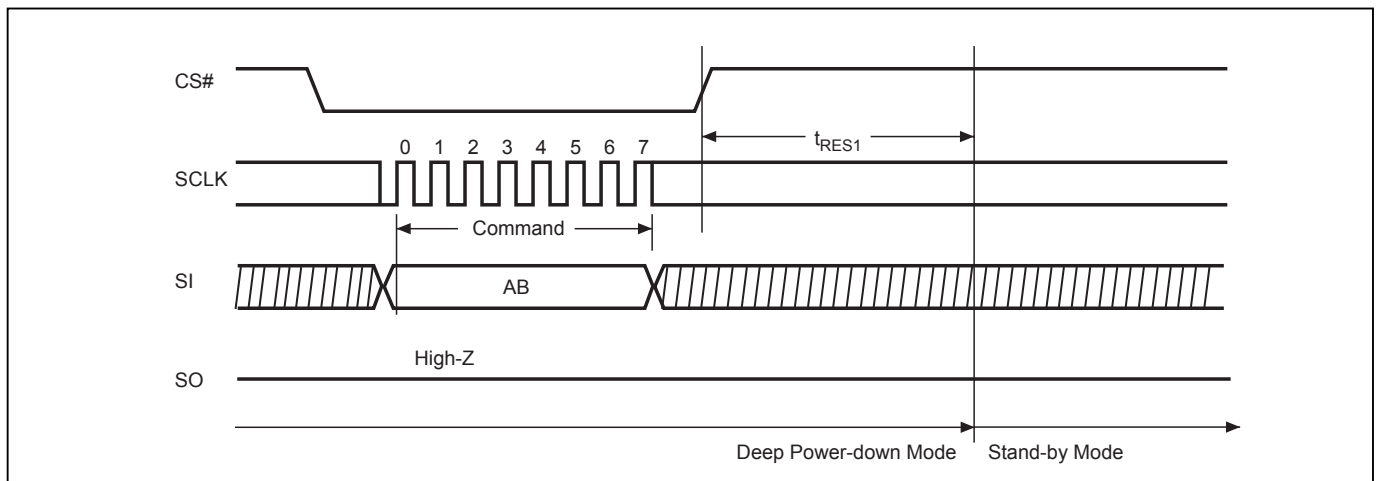 CS#
tRES1
0 1 2 3 4 5 6 7
SCLK
Command
SI
AB
High-Z
SO
Deep Power-down Mode Stand-by Mode